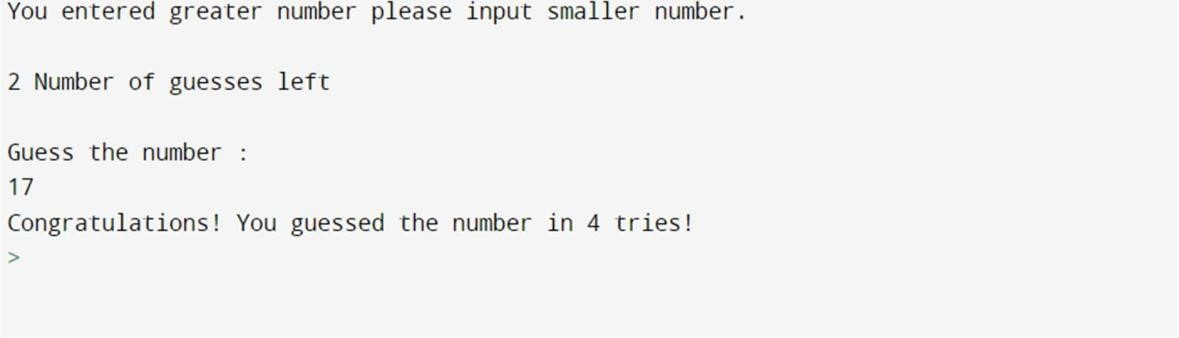 You entered greater number please input smaller number.
2 Number of guesses left
Guess the number :
17
Congratulations! You guessed the number in 4 tries!
>